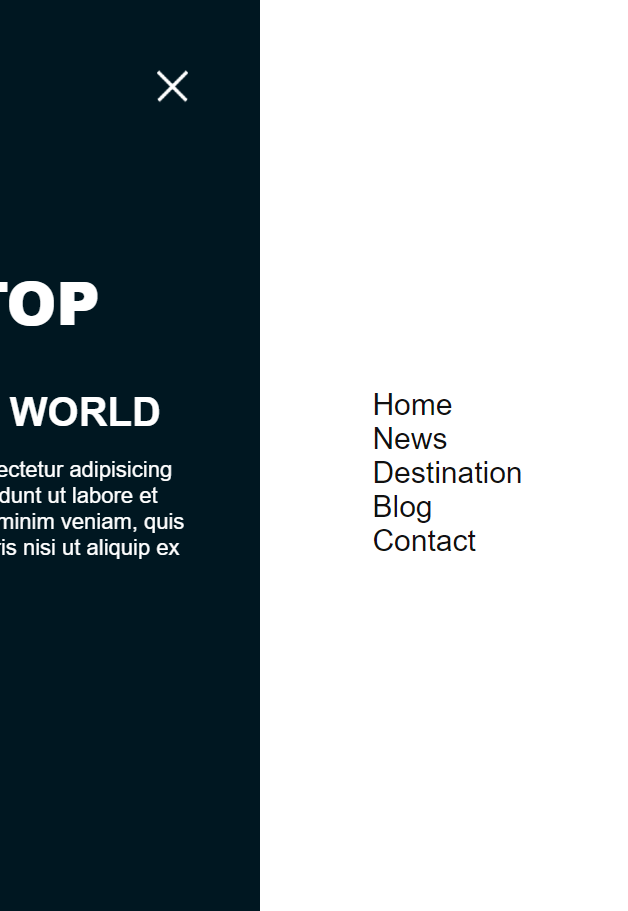 TOP
WORLD
ectetur adipisicing
dunt ut labore et
minim veniam, quis
ris nisi ut aliquip ex
Home
News
Destination
Blog
Contact